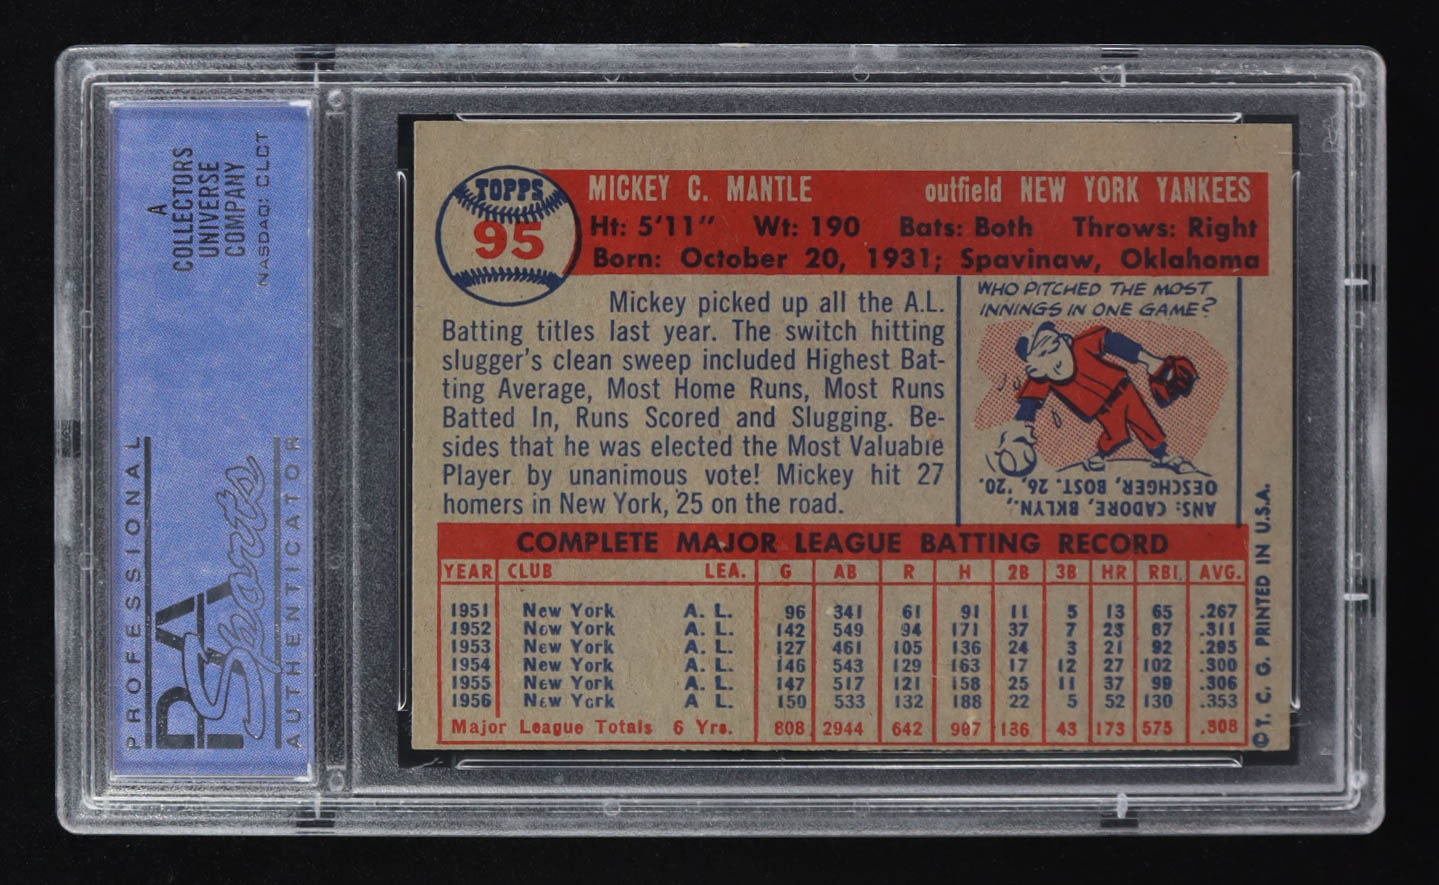 A
COLLECTORS
UNIVERSE
COMPANY
NASDAQ: CLCT
PROFESSIONAL
PSA
Sports
AUTHENTICATOR
TOPPS
95
MICKEY C. MANTLE outfield NEW YORK YANKEES
Ht: 5'11" Wt: 190 Bats: Both Throws: Right
Born: October 20, 1931; Spavinaw, Oklahoma
Mickey picked up all the A.L.
Batting titles last year. The switch hitting
slugger's clean sweep included Highest Bat-
ting Average, Most Home Runs, Most Runs
Batted In, Runs Scored and Slugging. Be-
sides that he was elected the Most Valuable
Player by unanimous vote! Mickey hit 27
homers in New York, 25 on the road.
WHO PITCHED THE MOST
INNINGS IN ONE GAME?
ANS: CADORE, BKLYN.,
OESCHGER, BOST. 26, '20.
COMPLETE MAJOR LEAGUE BATTING RECORD
YEAR CLUB LEA. G AB R H 2B 3B HR RBI. AVG.
1951 New York A. L. 96 341 61 91 11 5 13 65 .267
1952 New York A. L. 142 549 94 171 37 7 23 87 .311
1953 New York A. L. 127 461 105 136 24 3 21 92 .295
1954 New York A. L. 146 543 129 163 17 12 27 102 .300
1955 New York A. L. 147 517 121 158 25 11 37 99 .306
1956 New York A. L. 150 533 132 188 22 5 52 130 .353
Major League Totals 6 Yrs. 808 2944 642 907 136 43 173 575 .308
© T. C. G. PRINTED IN U.S.A.